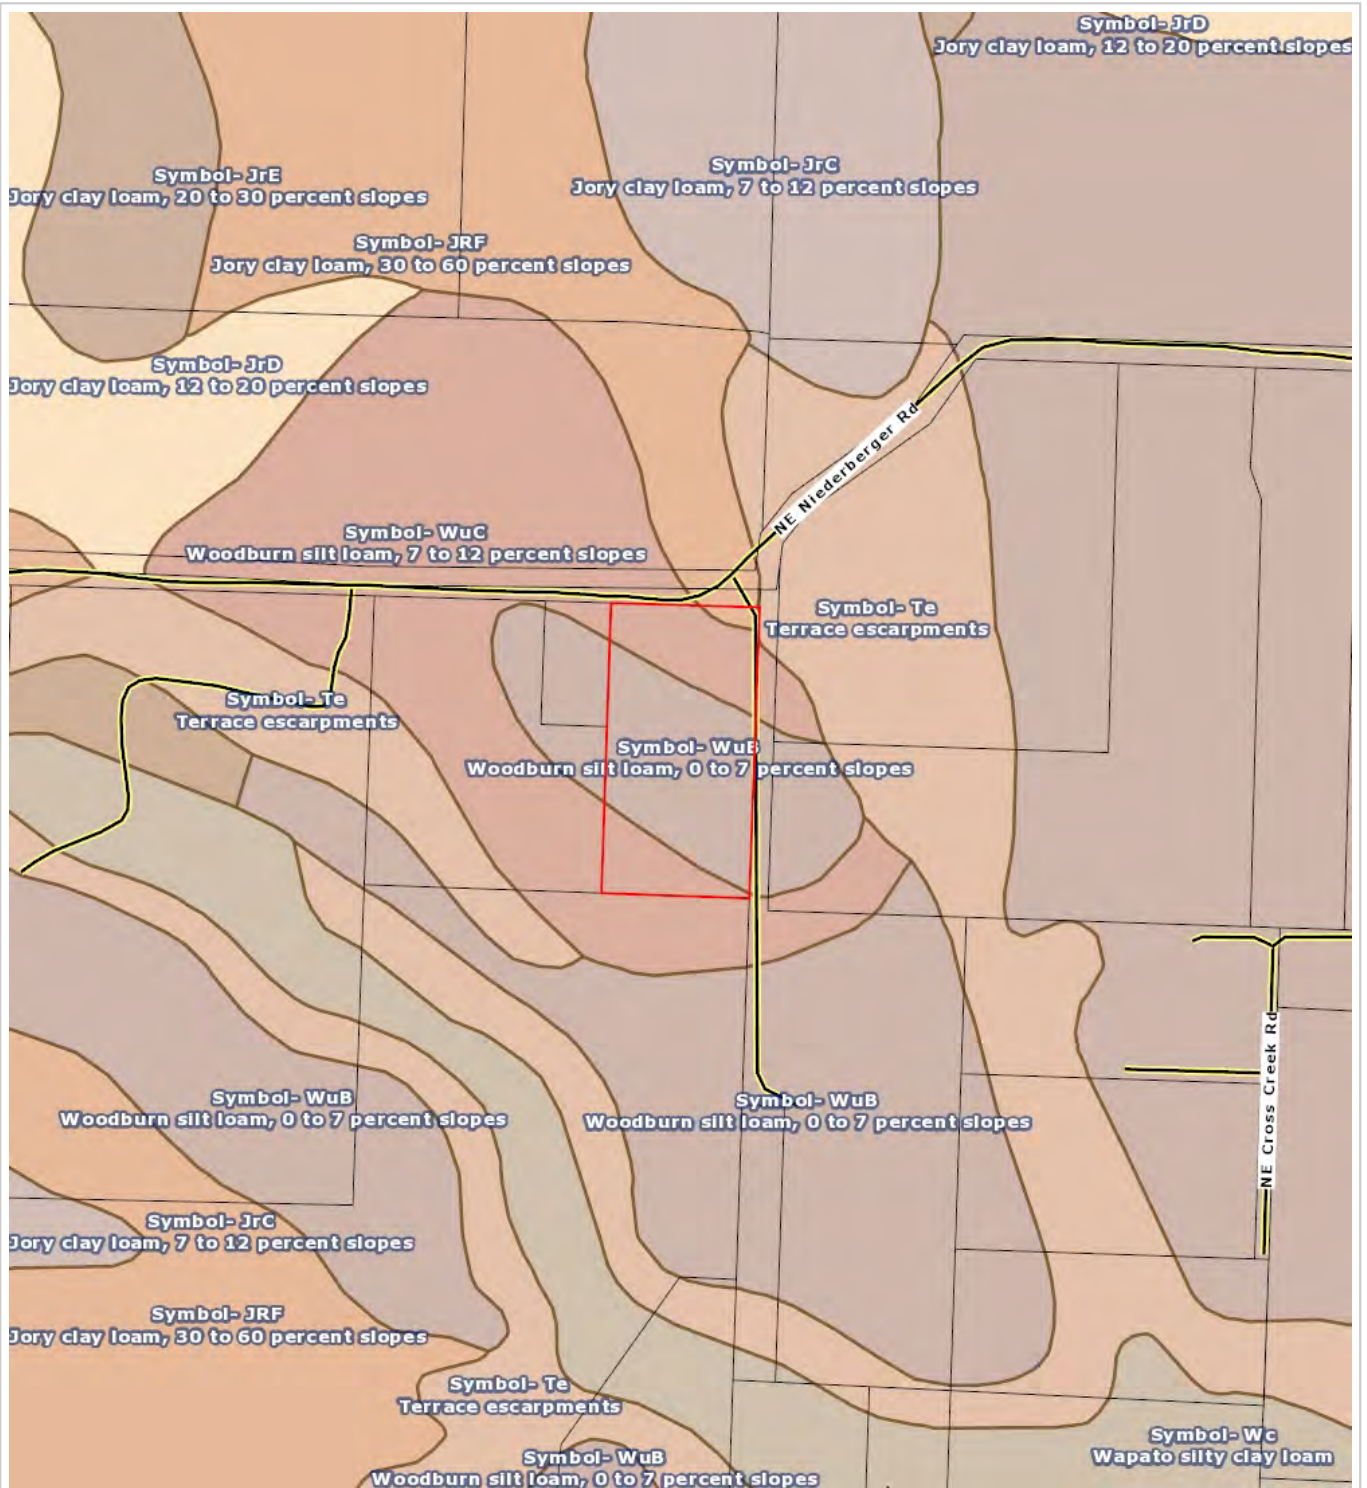 Symbol- JrD
Jory clay loam, 12 to 20 percent slopes
Symbol- JrC
Jory clay loam, 7 to 12 percent slopes
Symbol- JrE
Jory clay loam, 20 to 30 percent slopes
Symbol- JRF
Jory clay loam, 30 to 60 percent slopes
Symbol- JrD
Jory clay loam, 12 to 20 percent slopes
NE Niederberger Rd
Symbol- WuC
Woodburn silt loam, 7 to 12 percent slopes
Symbol- Te
Terrace escarpments
Symbol- Te
Terrace escarpments
Symbol- WuB
Woodburn silt loam, 0 to 7 percent slopes
NE Cross Creek Rd
Symbol- WuB
Woodburn silt loam, 0 to 7 percent slopes
Symbol- WuB
Woodburn silt loam, 0 to 7 percent slopes
Symbol- JrC
Jory clay loam, 7 to 12 percent slopes
Symbol- JRF
Jory clay loam, 30 to 60 percent slopes
Symbol- Te
Terrace escarpments
Symbol- Wc
Wapato silty clay loam
Symbol- WuB
Woodburn silt loam, 0 to 7 percent slopes